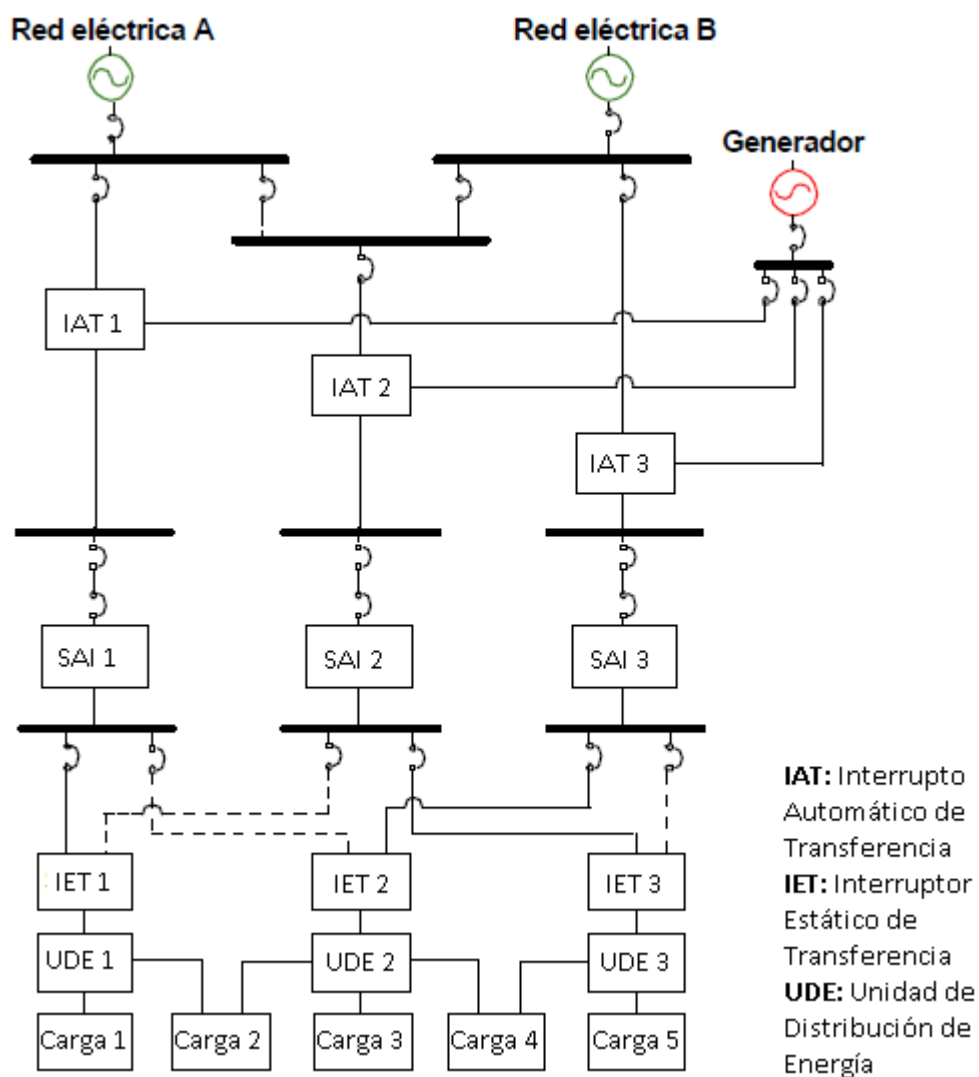 Red eléctrica A
Red eléctrica B
Generador
IAT 1
IAT 2
IAT 3
SAI 1
SAI 2
SAI 3
IET 1
IET 2
IET 3
UDE 1
UDE 2
UDE 3
Carga 1
Carga 2
Carga 3
Carga 4
Carga 5
IAT: Interrupto
Automático de
Transferencia
IET: Interruptor
Estático de
Transferencia
UDE: Unidad de
Distribución de
Energía